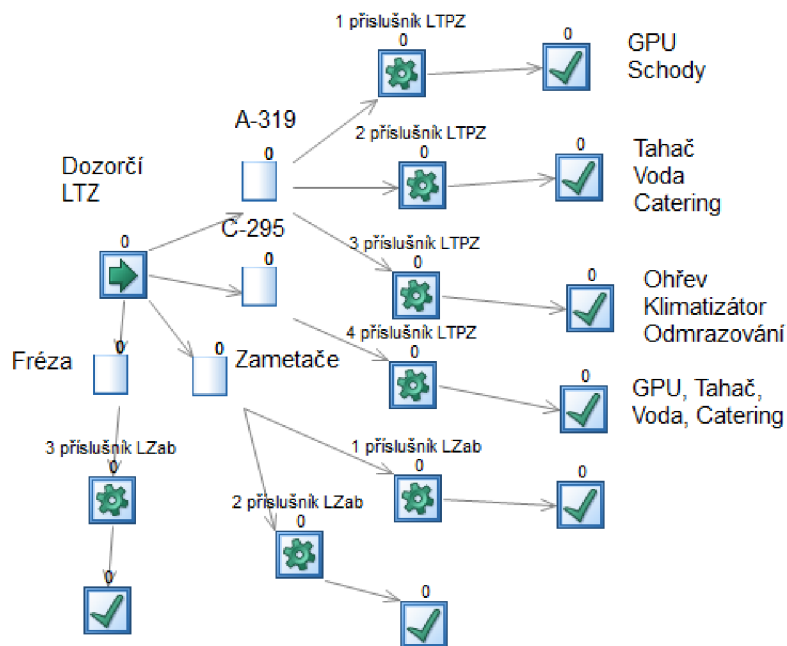 1 příslušník LTPZ
0
0
GPU
Schody
A-319
0
2 příslušník LTPZ
0
0
Tahač
Voda
Catering
Dozorčí
LTZ
0
C-295
0
3 příslušník LTPZ
0
0
Ohřev
Klimatizátor
Odmrazování
4 příslušník LTPZ
0
0
GPU, Tahač,
Voda, Catering
Fréza
0
0
Zametače
3 příslušník LZab
0
1 příslušník LZab
0
0
2 příslušník LZab
0
0
0